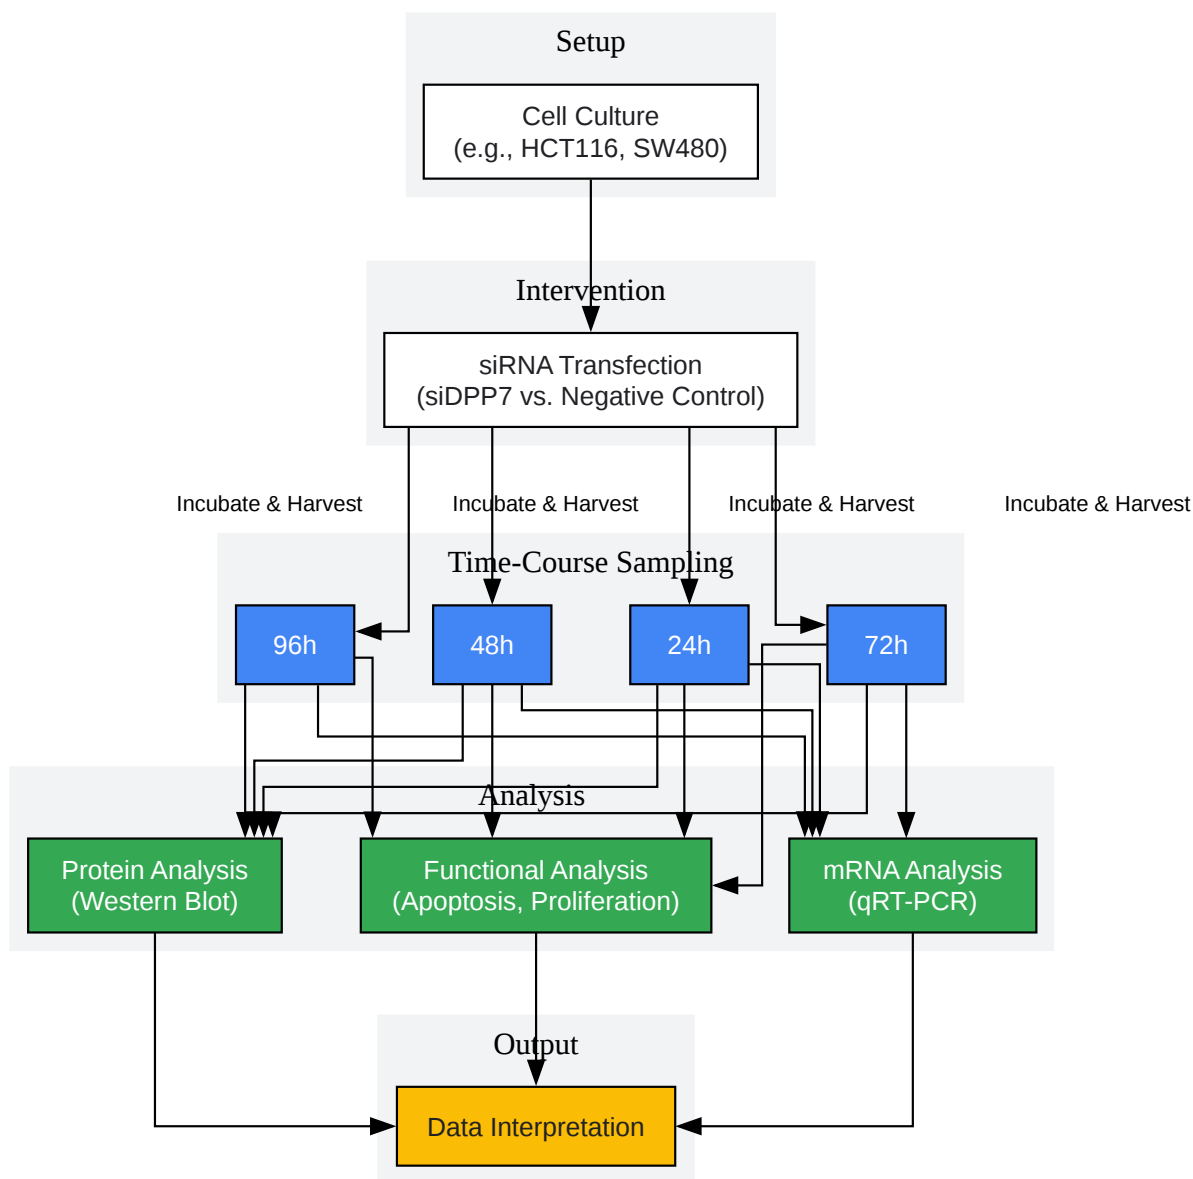 Setup
Cell Culture
(e.g., HCT116, SW480)
Intervention
siRNA Transfection
(siDPP7 vs. Negative Control)
Incubate & Harvest
Incubate & Harvest
Incubate & Harvest
Incubate & Harvest
Time-Course Sampling
96h
48h
24h
72h
Analysis
Protein Analysis
(Western Blot)
Functional Analysis
(Apoptosis, Proliferation)
mRNA Analysis
(qRT-PCR)
Output
Data Interpretation